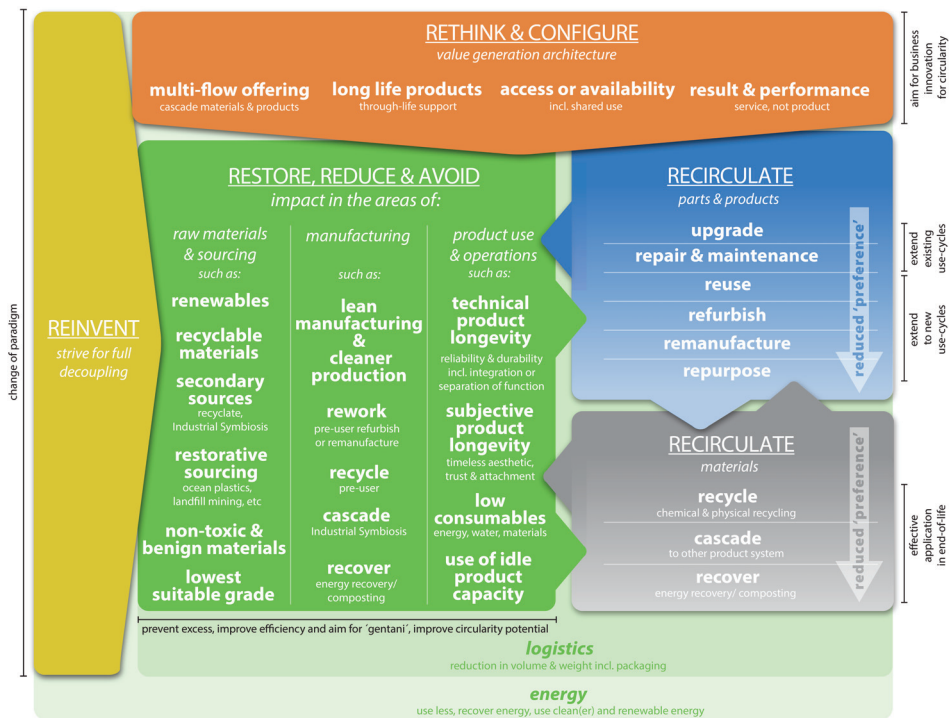 RETHINK & CONFIGURE
value generation architecture
multi-flow offering
cascade materials & products
long life products
through-life support
access or availability
incl. shared use
result & performance
service, not product
aim for business
innovation
for circularity
change of paradigm
REINVENT
strive for full
decoupling
RESTORE, REDUCE & AVOID
impact in the areas of:
raw materials
& sourcing
such as:
renewables
recyclable
materials
secondary
sources
recyclate,
Industrial Symbiosis
restorative
sourcing
ocean plastics,
landfill mining, etc
non-toxic &
benign materials
lowest
suitable grade
manufacturing
such as:
lean
manufacturing
&
cleaner
production
rework
pre-user refurbish
or remanufacture
recycle
pre-user
cascade
Industrial Symbiosis
recover
energy recovery/
composting
product use
& operations
such as:
technical
product
longevity
reliability & durability
incl. integration or
separation of function
subjective
product
longevity
timeless aesthetic,
trust & attachment
low
consumables
energy, water, materials
use of idle
product
capacity
prevent excess, improve efficiency and aim for ´gentani´, improve circularity potential
RECIRCULATE
parts & products
upgrade
repair & maintenance
reuse
refurbish
remanufacture
repurpose
reduced ‘preference’
extend
existing
use-cycles
extend
to new
use-cycles
RECIRCULATE
materials
recycle
chemical & physical recycling
cascade
to other product system
recover
energy recovery/ composting
reduced ‘preference’
effective
application
in end-of-life
logistics
reduction in volume & weight incl. packaging
energy
use less, recover energy, use clean(er) and renewable energy